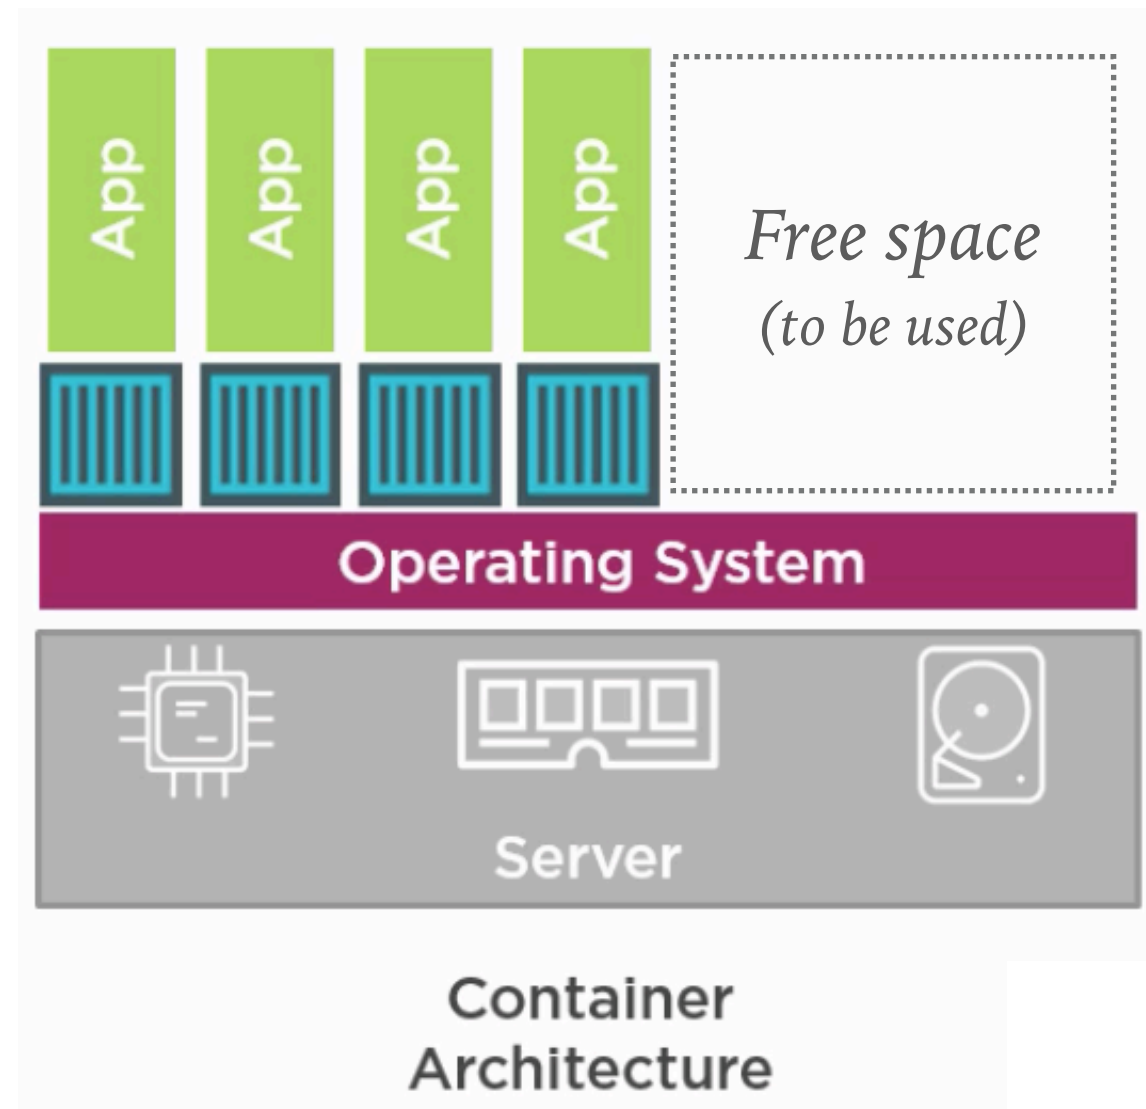 App
App
App
App
Free space
(to be used)
Operating System
Server
Container
Architecture